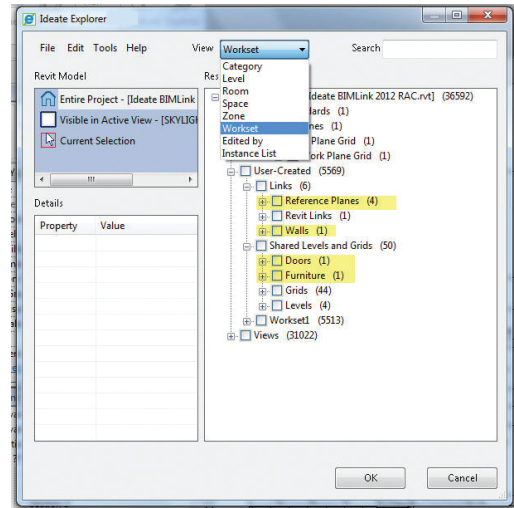 Ideate Explorer
File Edit Tools Help View Workset Search
Revit Model Res
Entire Project - [Ideate BIMLink
Visible in Active View - [SKYLIGH
Current Selection
Details
Property Value
Category
Level
Room
Space
Zone
Workset
Edited by
Instance List
Ideate BIMLink 2012 RAC.rvt] (36592)
ards (1)
nes (1)
Plane Grid (1)
ork Plane Grid (1)
User-Created (5569)
Links (6)
Reference Planes (4)
Revit Links (1)
Walls (1)
Shared Levels and Grids (50)
Doors (1)
Furniture (1)
Grids (44)
Levels (4)
Workset1 (5513)
Views (31022)
OK Cancel